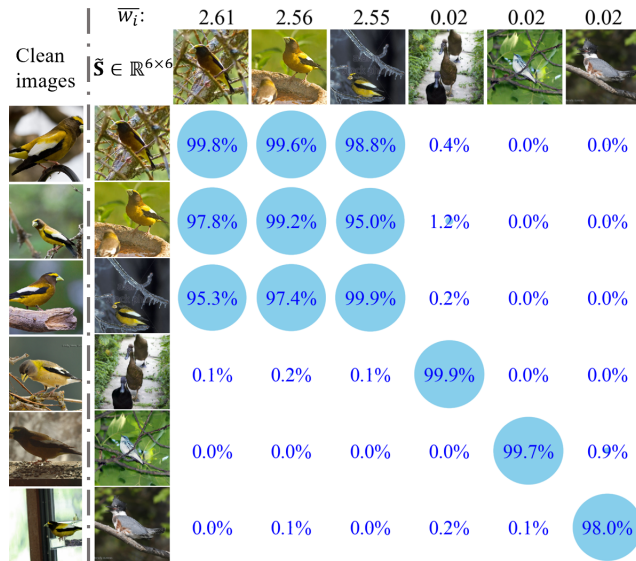 w̅ᵢ: 2.61 2.56 2.55 0.02 0.02 0.02
Clean images
S̃ ∈ ℝ⁶ˣ⁶
99.8% 99.6% 98.8% 0.4% 0.0% 0.0%
97.8% 99.2% 95.0% 1.2% 0.0% 0.0%
95.3% 97.4% 99.9% 0.2% 0.0% 0.0%
0.1% 0.2% 0.1% 99.9% 0.0% 0.0%
0.0% 0.0% 0.0% 0.0% 99.7% 0.9%
0.0% 0.1% 0.0% 0.2% 0.1% 98.0%